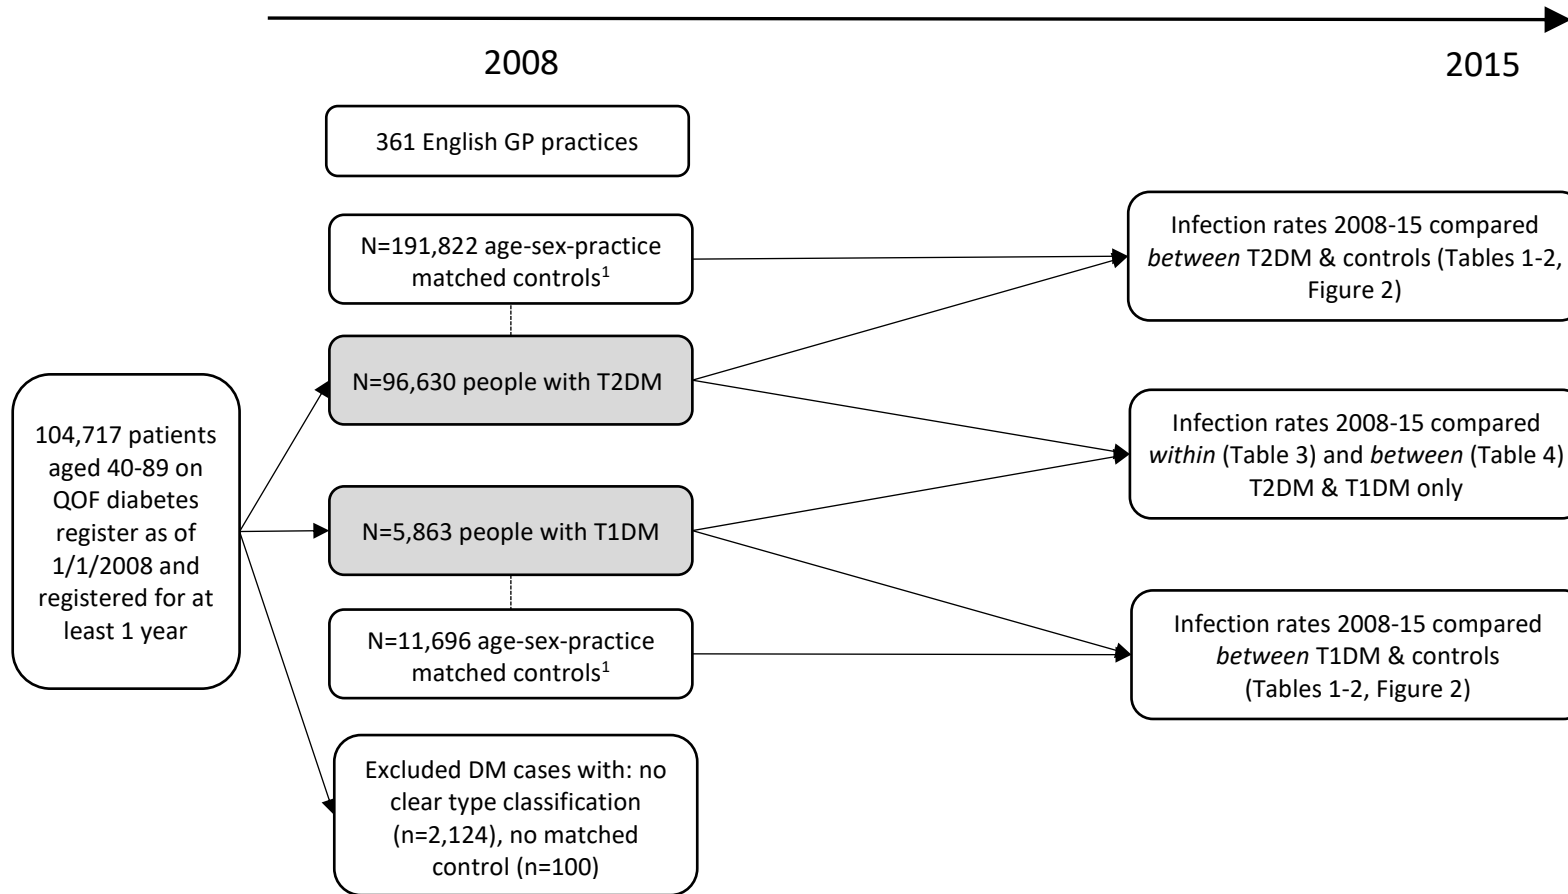 2008
2015
361 English GP practices
N=191,822 age-sex-practice
matched controls1
N=96,630 people with T2DM
104,717 patients
aged 40-89 on
QOF diabetes
register as of
1/1/2008 and
registered for at
least 1 year
N=5,863 people with T1DM
N=11,696 age-sex-practice
matched controls1
Excluded DM cases with: no
clear type classification
(n=2,124), no matched
control (n=100)
Infection rates 2008-15 compared
between T2DM & controls (Tables 1-2,
Figure 2)
Infection rates 2008-15 compared
within (Table 3) and between (Table 4)
T2DM & T1DM only
Infection rates 2008-15 compared
between T1DM & controls
(Tables 1-2, Figure 2)